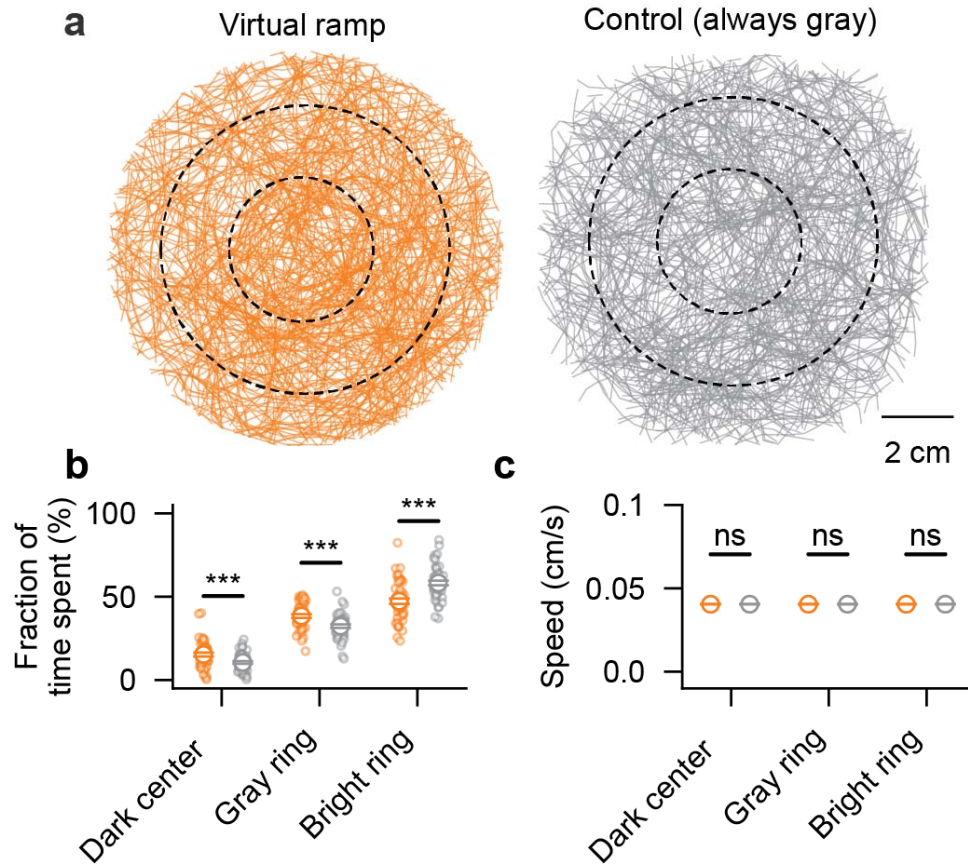 a
Virtual ramp
Control (always gray)
2 cm
b
Fraction of
time spent (%)
100
50
0
***
***
***
Dark center
Gray ring
Bright ring
c
Speed (cm/s)
0.1
0.05
0.0
ns
ns
ns
Dark center
Gray ring
Bright ring